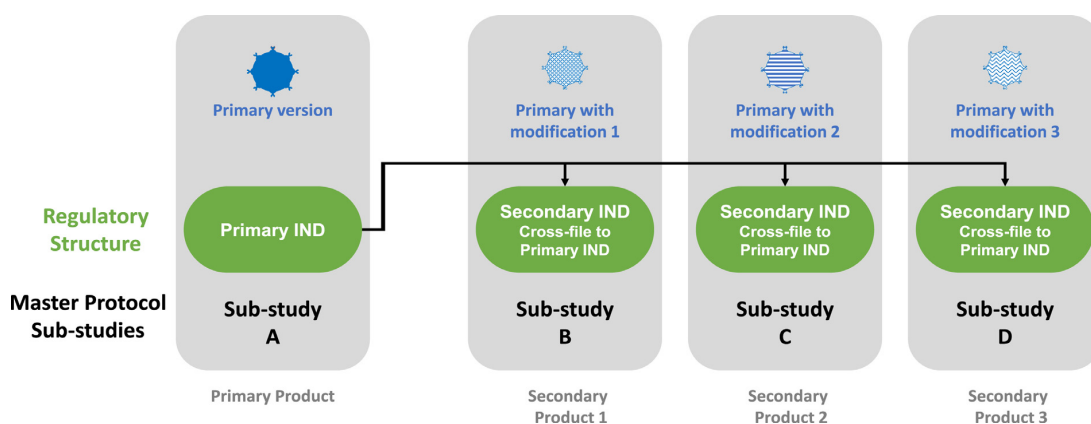 Primary version
Primary with
modification 1
Primary with
modification 2
Primary with
modification 3
Regulatory
Structure
Primary IND
Secondary IND
Cross-file to
Primary IND
Secondary IND
Cross-file to
Primary IND
Secondary IND
Cross-file to
Primary IND
Master Protocol
Sub-studies
Sub-study
A
Sub-study
B
Sub-study
C
Sub-study
D
Primary Product
Secondary
Product 1
Secondary
Product 2
Secondary
Product 3